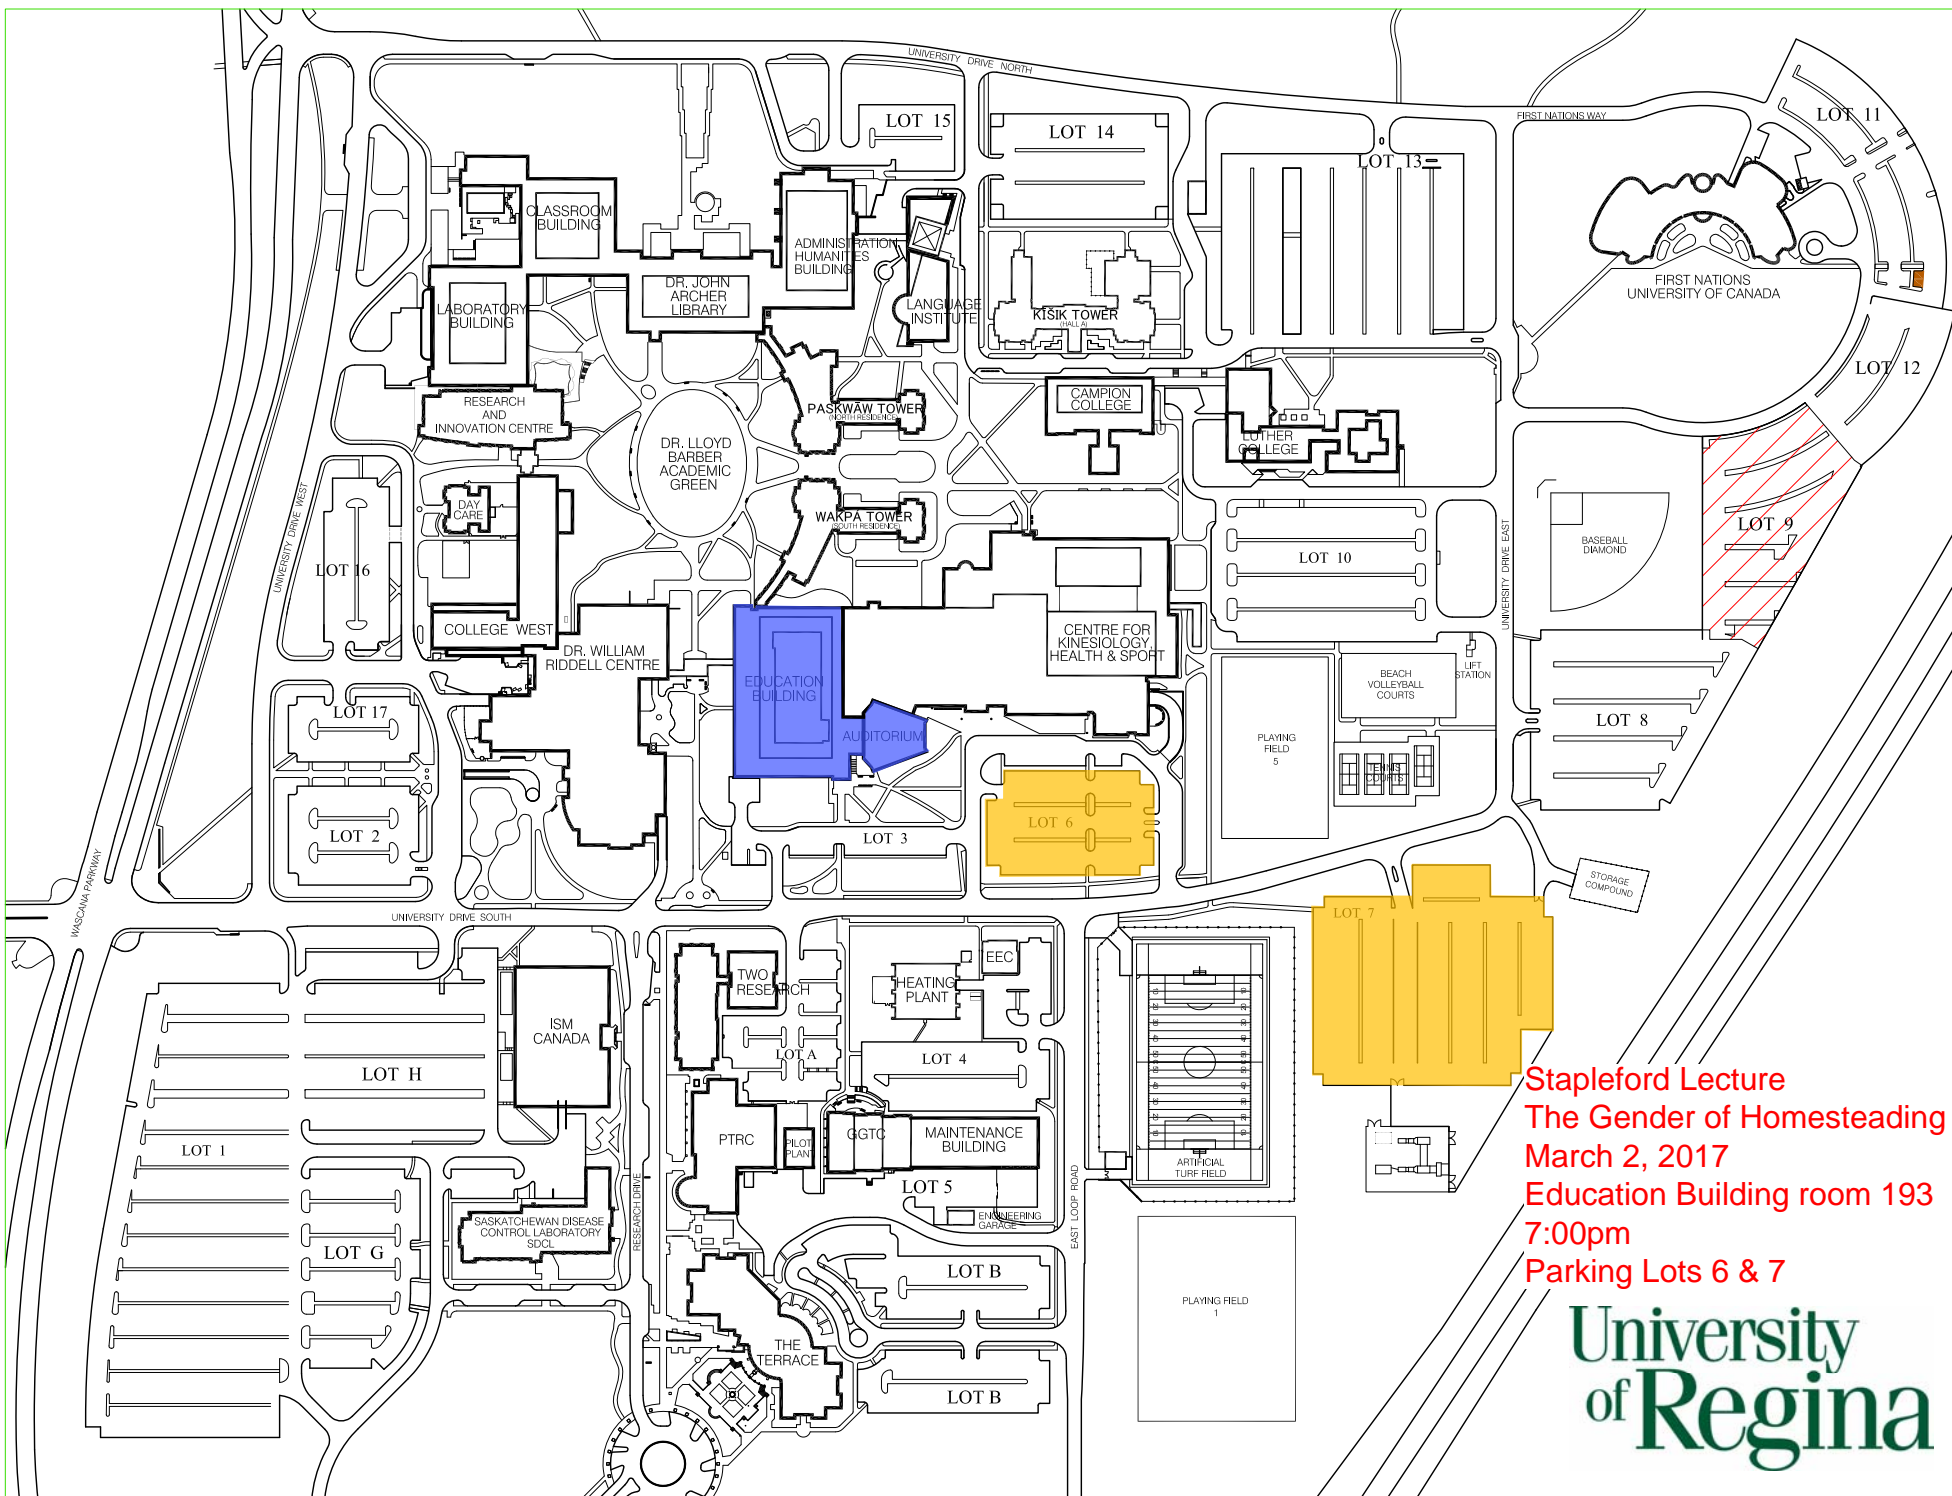 UNIVERSITY DRIVE NORTH
FIRST NATIONS WAY
LOT 11
LOT 15
LOT 14
LOT 13
CLASSROOM
BUILDING
ADMINISTRATION
HUMANITIES
BUILDING
DR. JOHN
ARCHER
LIBRARY
LABORATORY
BUILDING
LANGUAGE
INSTITUTE
KĪŠIK TOWER
(HALL A)
FIRST NATIONS
UNIVERSITY OF CANADA
LOT 12
RESEARCH
AND
INNOVATION CENTRE
PASKWĀW TOWER
(NORTH RESIDENCE)
CAMPION
COLLEGE
LUTHER
COLLEGE
DR. LLOYD
BARBER
ACADEMIC
GREEN
DAY
CARE
WAKPĀ TOWER
(SOUTH RESIDENCE)
UNIVERSITY DRIVE WEST
LOT 16
LOT 10
UNIVERSITY DRIVE EAST
BASEBALL
DIAMOND
LOT 9
COLLEGE WEST
DR. WILLIAM
RIDDELL CENTRE
EDUCATION
BUILDING
AUDITORIUM
CENTRE FOR
KINESIOLOGY,
HEALTH & SPORT
BEACH
VOLLEYBALL
COURTS
LIFT
STATION
LOT 17
LOT 8
PLAYING
FIELD
5
TENNIS
COURTS
LOT 2
LOT 3
LOT 6
STORAGE
COMPOUND
WASCANA PARKWAY
UNIVERSITY DRIVE SOUTH
LOT 7
TWO
RESEARCH
HEATING
PLANT
EEC
ISM
CANADA
LOT A
LOT 4
LOT H
LOT 1
PTRC
PILOT
PLANT
GGTC
MAINTENANCE
BUILDING
ARTIFICIAL
TURF FIELD
LOT 5
ENGINEERING
GARAGE
RESEARCH DRIVE
EAST LOOP ROAD
SASKATCHEWAN DISEASE
CONTROL LABORATORY
SDCL
LOT G
LOT B
THE
TERRACE
LOT B
PLAYING FIELD
1
Stapleford Lecture
The Gender of Homesteading
March 2, 2017
Education Building room 193
7:00pm
Parking Lots 6 & 7
University
of Regina